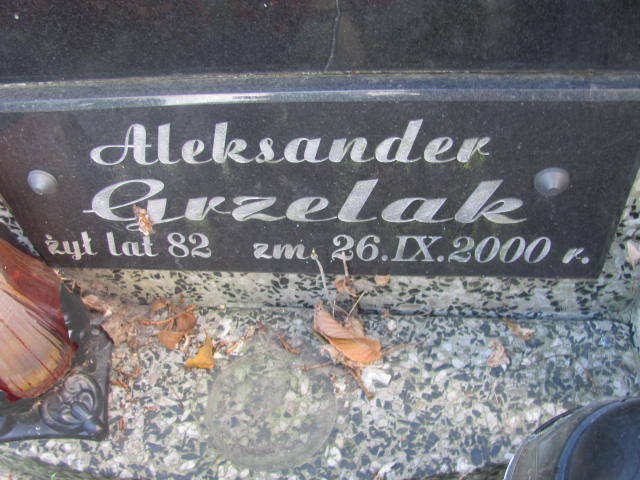 Aleksander
Grzelak
żył lat 82 zm. 26.IX.2000 r.